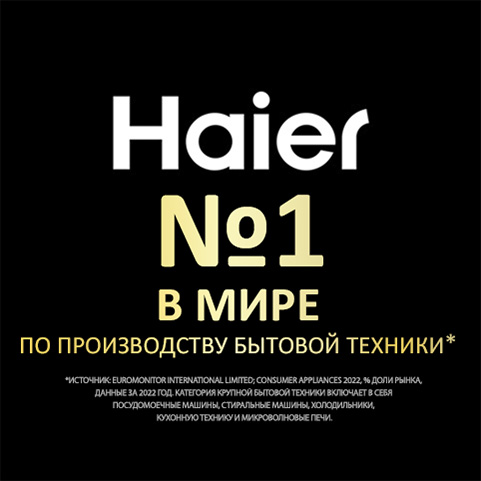 Haier
№1
В МИРЕ
ПО ПРОИЗВОДСТВУ БЫТОВОЙ ТЕХНИКИ*
*ИСТОЧНИК: EUROMONITOR INTERNATIONAL LIMITED; CONSUMER APPLIANCES 2022, % ДОЛИ РЫНКА,
ДАННЫЕ ЗА 2022 ГОД. КАТЕГОРИЯ КРУПНОЙ БЫТОВОЙ ТЕХНИКИ ВКЛЮЧАЕТ В СЕБЯ
ПОСУДОМОЕЧНЫЕ МАШИНЫ, СТИРАЛЬНЫЕ МАШИНЫ, ХОЛОДИЛЬНИКИ,
КУХОННУЮ ТЕХНИКУ И МИКРОВОЛНОВЫЕ ПЕЧИ.